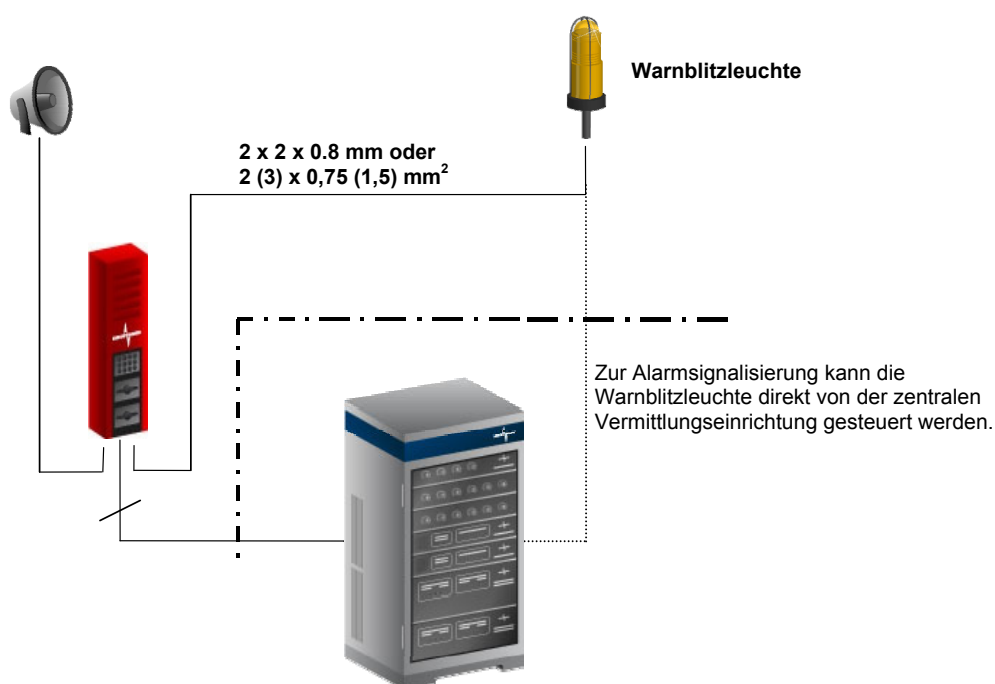 Warnblitzleuchte
2 x 2 x 0.8 mm oder
2 (3) x 0,75 (1,5) mm²
Zur Alarmsignalisierung kann die
Warnblitzleuchte direkt von der zentralen
Vermittlungseinrichtung gesteuert werden.